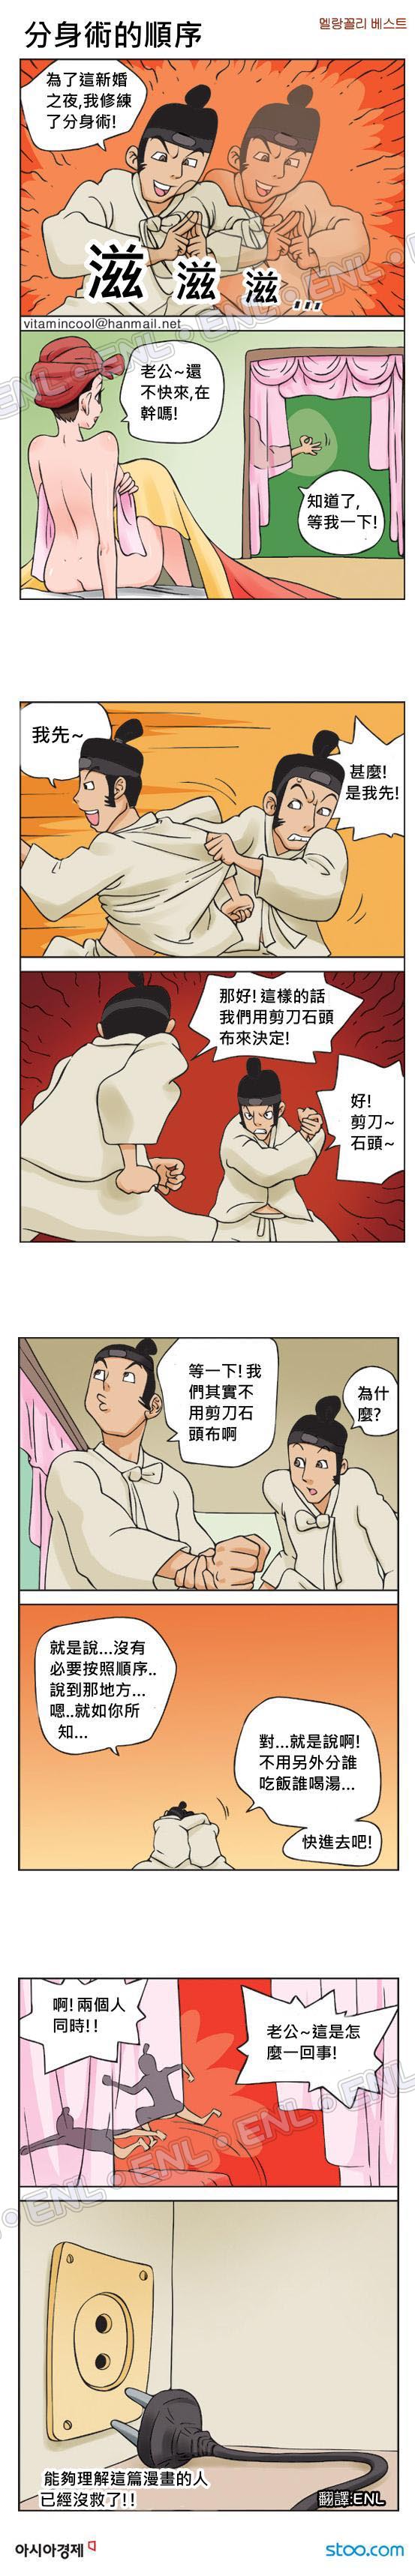 分身術的順序
멜랑꼴리 베스트
為了這新婚
之夜,我修練
了分身術!
滋 滋 滋 ...
vitamincool@hanmail.net
老公~還
不快來,在
幹嗎!
知道了,
等我一下!
我先~
甚麼!
是我先!
那好!這樣的話
我們用剪刀石頭
布來決定!
好!
剪刀~
石頭~
等一下! 我
們其實不
用剪刀石
頭布啊
為什
麼?
就是說...沒有
必要按照順序..
說到那地方...
嗯..就如你所
知...
對...就是說啊!
不用另外分誰
吃飯誰喝湯...
快進去吧!
啊! 兩個人
同時!!
老公~這是怎
麼一回事!
能夠理解這篇漫畫的人
已經沒救了!!
翻譯:ENL
아시아경제
stoo.com
ENL